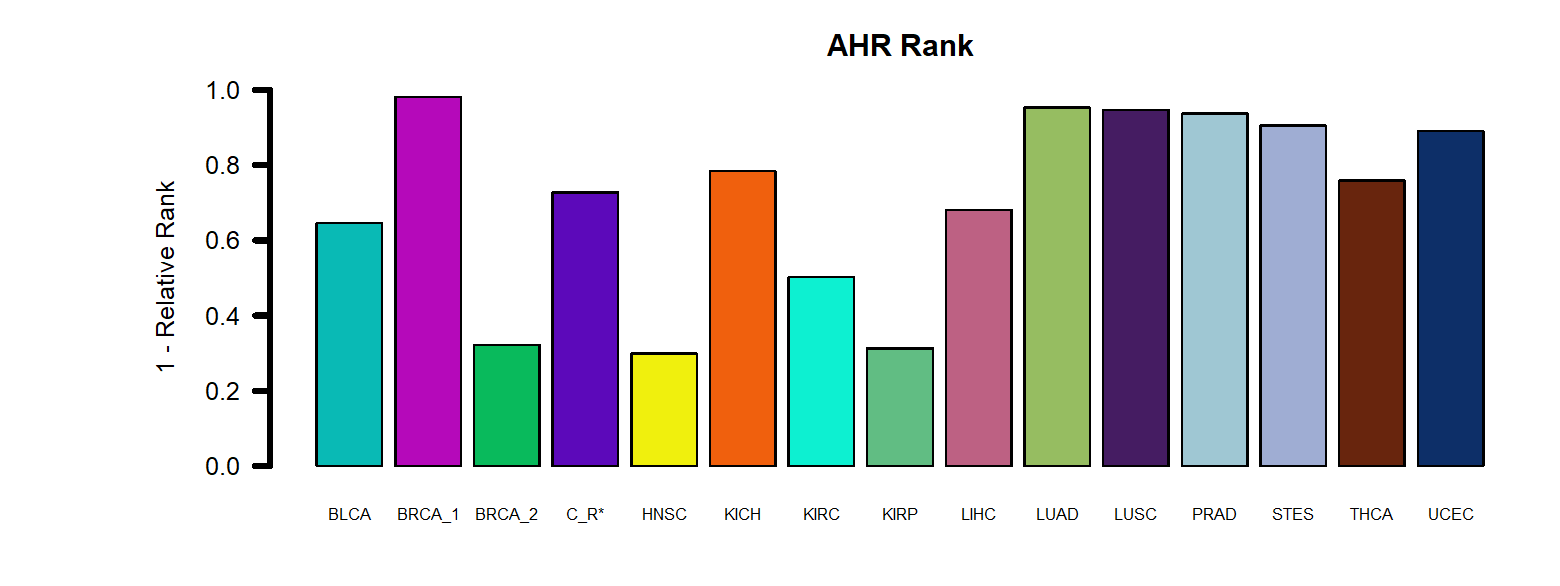 AHR Rank
1 - Relative Rank
1.0
0.8
0.6
0.4
0.2
0.0
BLCA BRCA_1 BRCA_2 C_R* HNSC KICH KIRC KIRP LIHC LUAD LUSC PRAD STES THCA UCEC